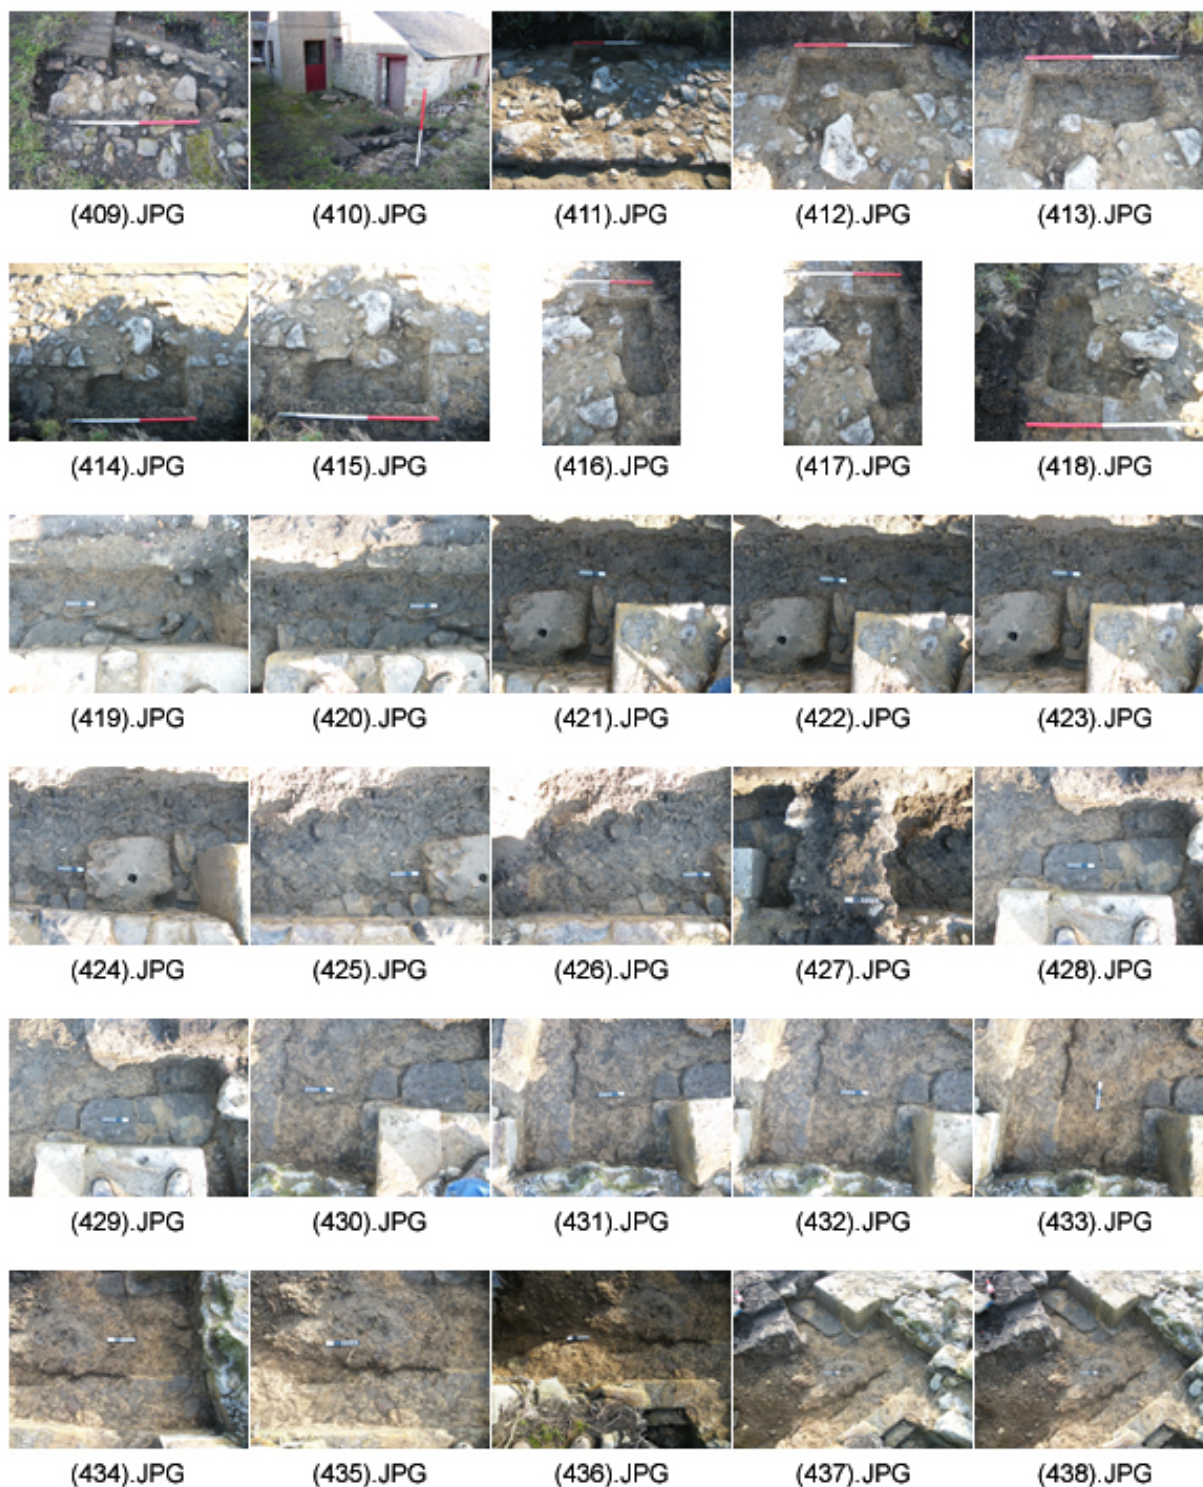 (409).JPG (410).JPG (411).JPG (412).JPG (413).JPG
(414).JPG (415).JPG (416).JPG (417).JPG (418).JPG
(419).JPG (420).JPG (421).JPG (422).JPG (423).JPG
(424).JPG (425).JPG (426).JPG (427).JPG (428).JPG
(429).JPG (430).JPG (431).JPG (432).JPG (433).JPG
(434).JPG (435).JPG (436).JPG (437).JPG (438).JPG